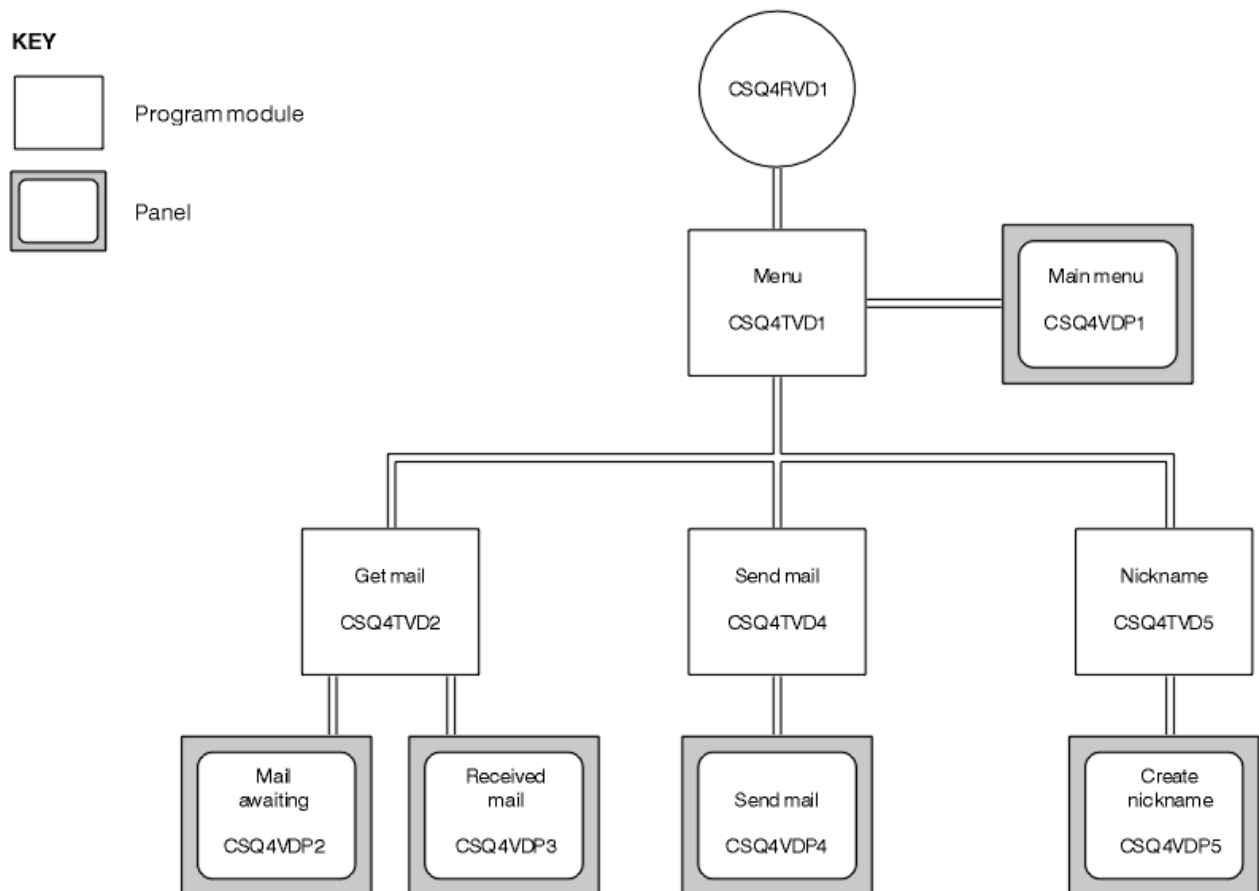 KEY
Program module
Panel
CSQ4RVD1
Menu
CSQ4TVD1
Main menu
CSQ4VDP1
Get mail
CSQ4TVD2
Send mail
CSQ4TVD4
Nickname
CSQ4TVD5
Mail
awaiting
CSQ4VDP2
Received
mail
CSQ4VDP3
Send mail
CSQ4VDP4
Create
nickname
CSQ4VDP5